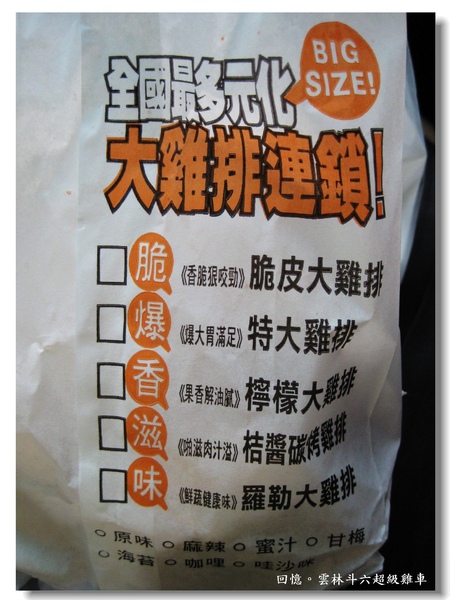 BIG
SIZE!
全國最多元化
大雞排連鎖!
脆《香脆狠咬勁》脆皮大雞排
爆《爆大胃滿足》特大雞排
香《果香解油膩》檸檬大雞排
滋《啪滋肉汁溢》桔醬碳烤雞排
味《鮮蔬健康味》羅勒大雞排
○原味 ○麻辣 ○蜜汁 ○甘梅
○海苔 ○咖哩 ○哇沙咪
回憶。雲林斗六超級雞車